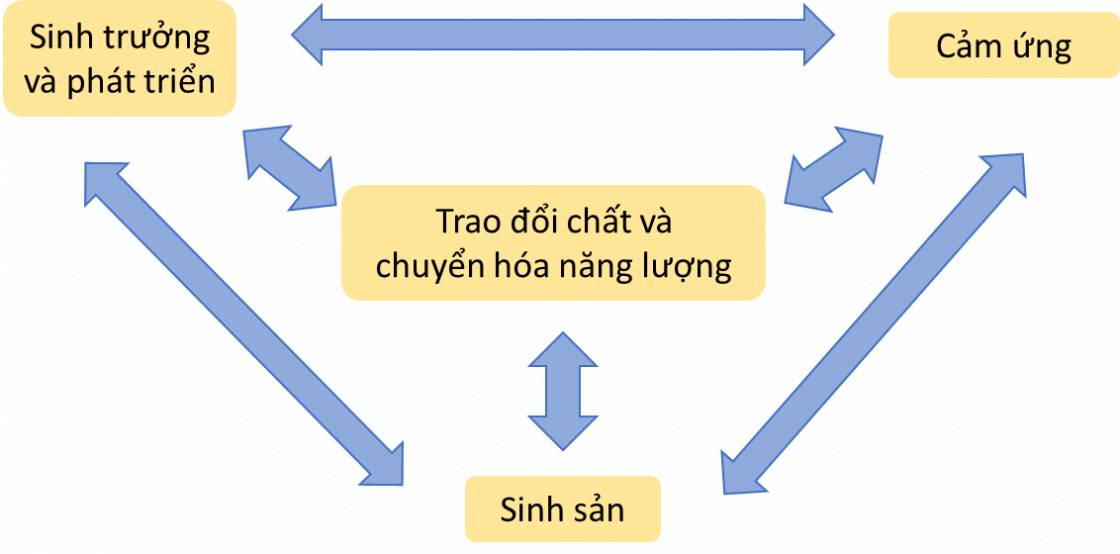 Sinh trưởng
và phát triển
Cảm ứng
Trao đổi chất và
chuyển hóa năng lượng
Sinh sản